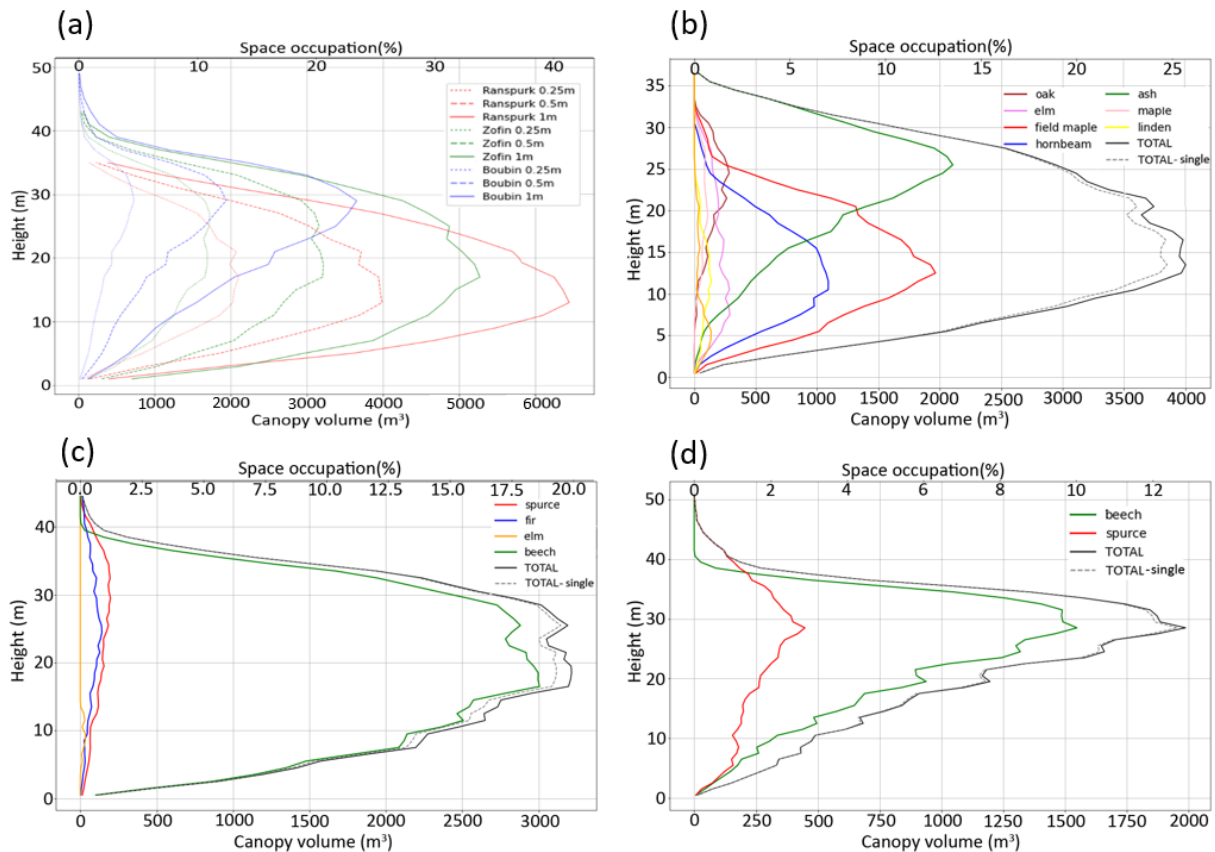 (a)
Space occupation(%)
0 10 20 30 40
50
40
30
20
10
0
Height (m)
Ranspurk 0.25m
Ranspurk 0.5m
Ranspurk 1m
Zofin 0.25m
Zofin 0.5m
Zofin 1m
Boubin 0.25m
Boubin 0.5m
Boubin 1m
0 1000 2000 3000 4000 5000 6000
Canopy volume (m³)
(b)
Space occupation(%)
0 5 10 15 20 25
35
30
25
20
15
10
5
0
Height (m)
oak ash
elm maple
field maple linden
hornbeam TOTAL
TOTAL-single
0 500 1000 1500 2000 2500 3000 3500 4000
Canopy volume (m³)
(c)
Space occupation(%)
0.0 2.5 5.0 7.5 10.0 12.5 15.0 17.5 20.0
40
30
20
10
0
Height (m)
spurce
fir
elm
beech
TOTAL
TOTAL-single
0 500 1000 1500 2000 2500 3000
Canopy volume (m³)
(d)
Space occupation(%)
0 2 4 6 8 10 12
50
40
30
20
10
0
Height (m)
beech
spurce
TOTAL
TOTAL-single
0 250 500 750 1000 1250 1500 1750 2000
Canopy volume (m³)